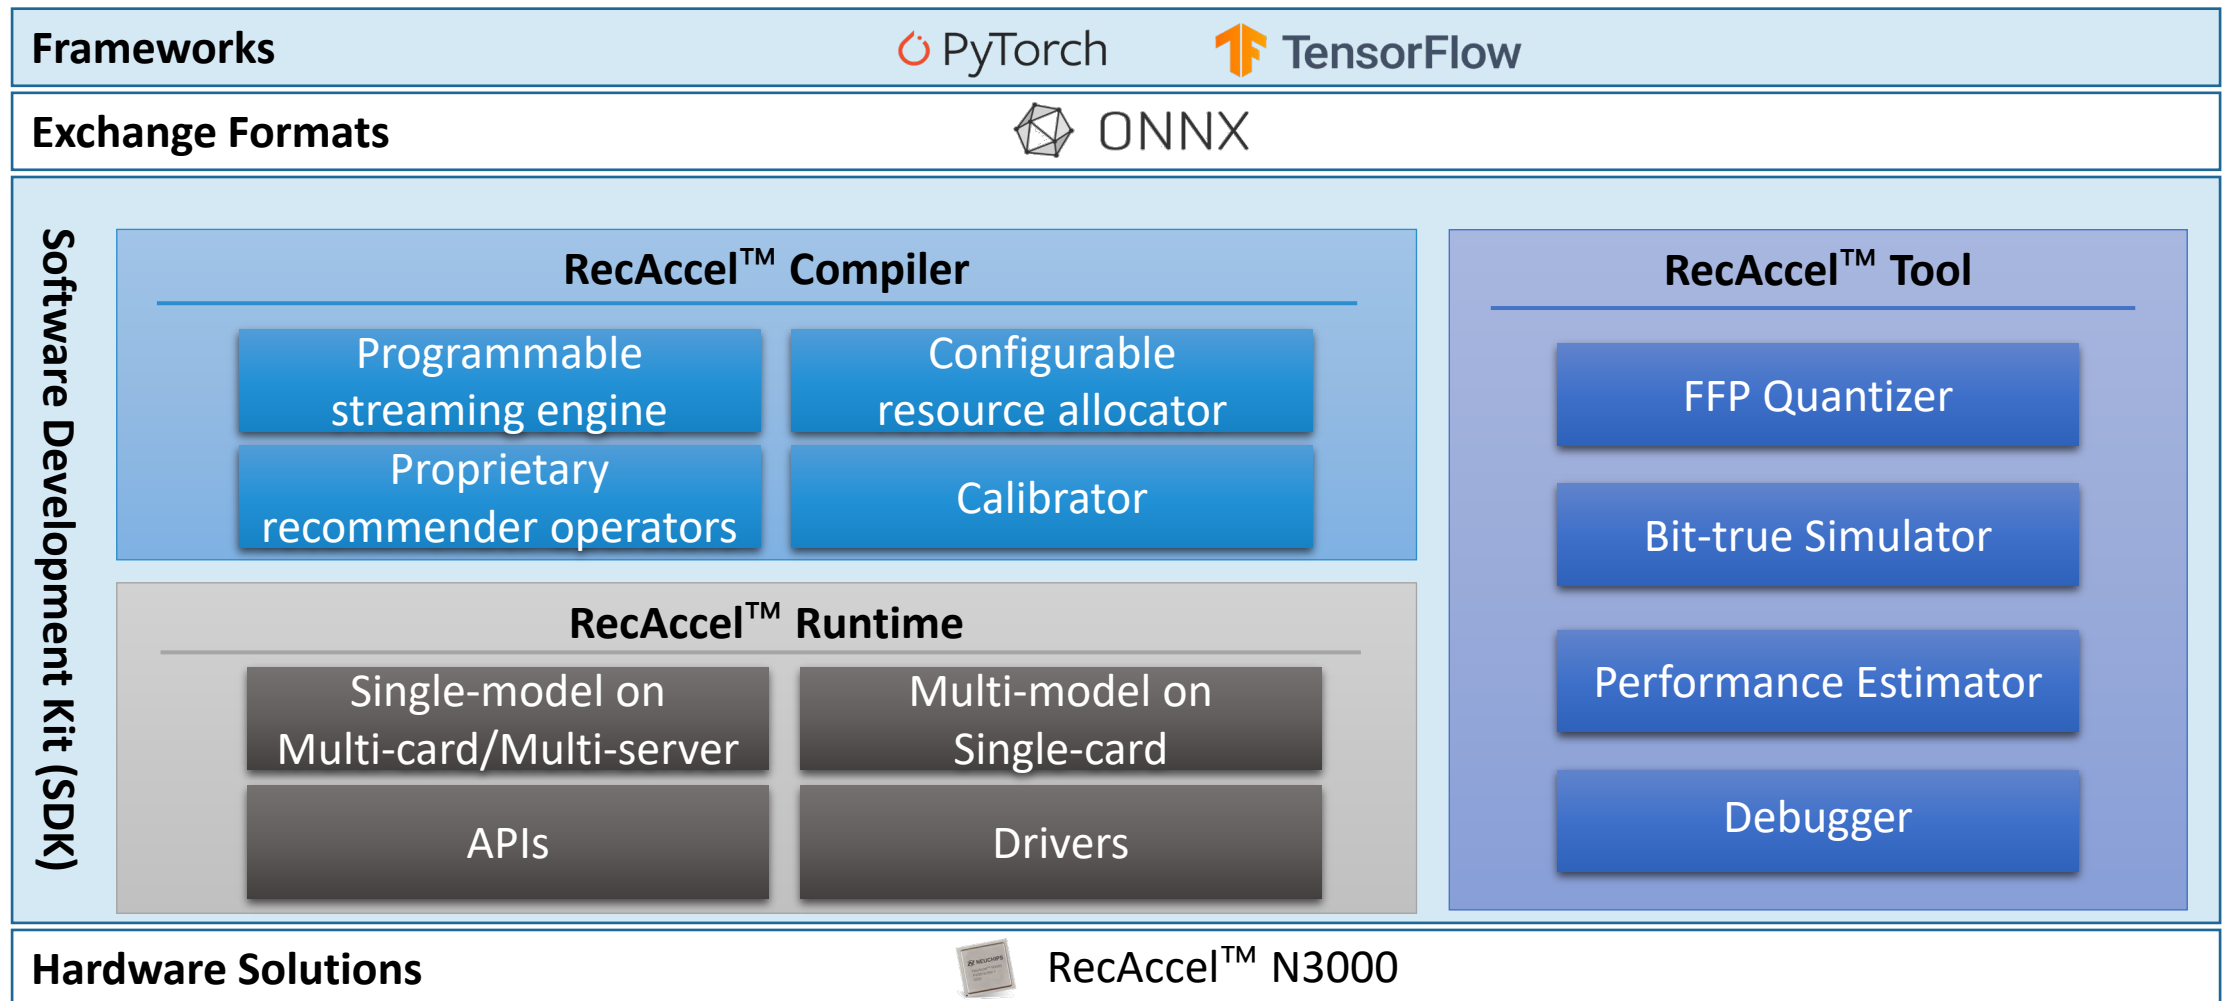 Frameworks
PyTorch
TensorFlow
Exchange Formats
ONNX
Software Development Kit (SDK)
RecAccel™ Compiler
Programmable
streaming engine
Configurable
resource allocator
Proprietary
recommender operators
Calibrator
RecAccel™ Runtime
Single-model on
Multi-card/Multi-server
Multi-model on
Single-card
APIs
Drivers
RecAccel™ Tool
FFP Quantizer
Bit-true Simulator
Performance Estimator
Debugger
Hardware Solutions
NEUCHIPS
RecAccel™ N3000